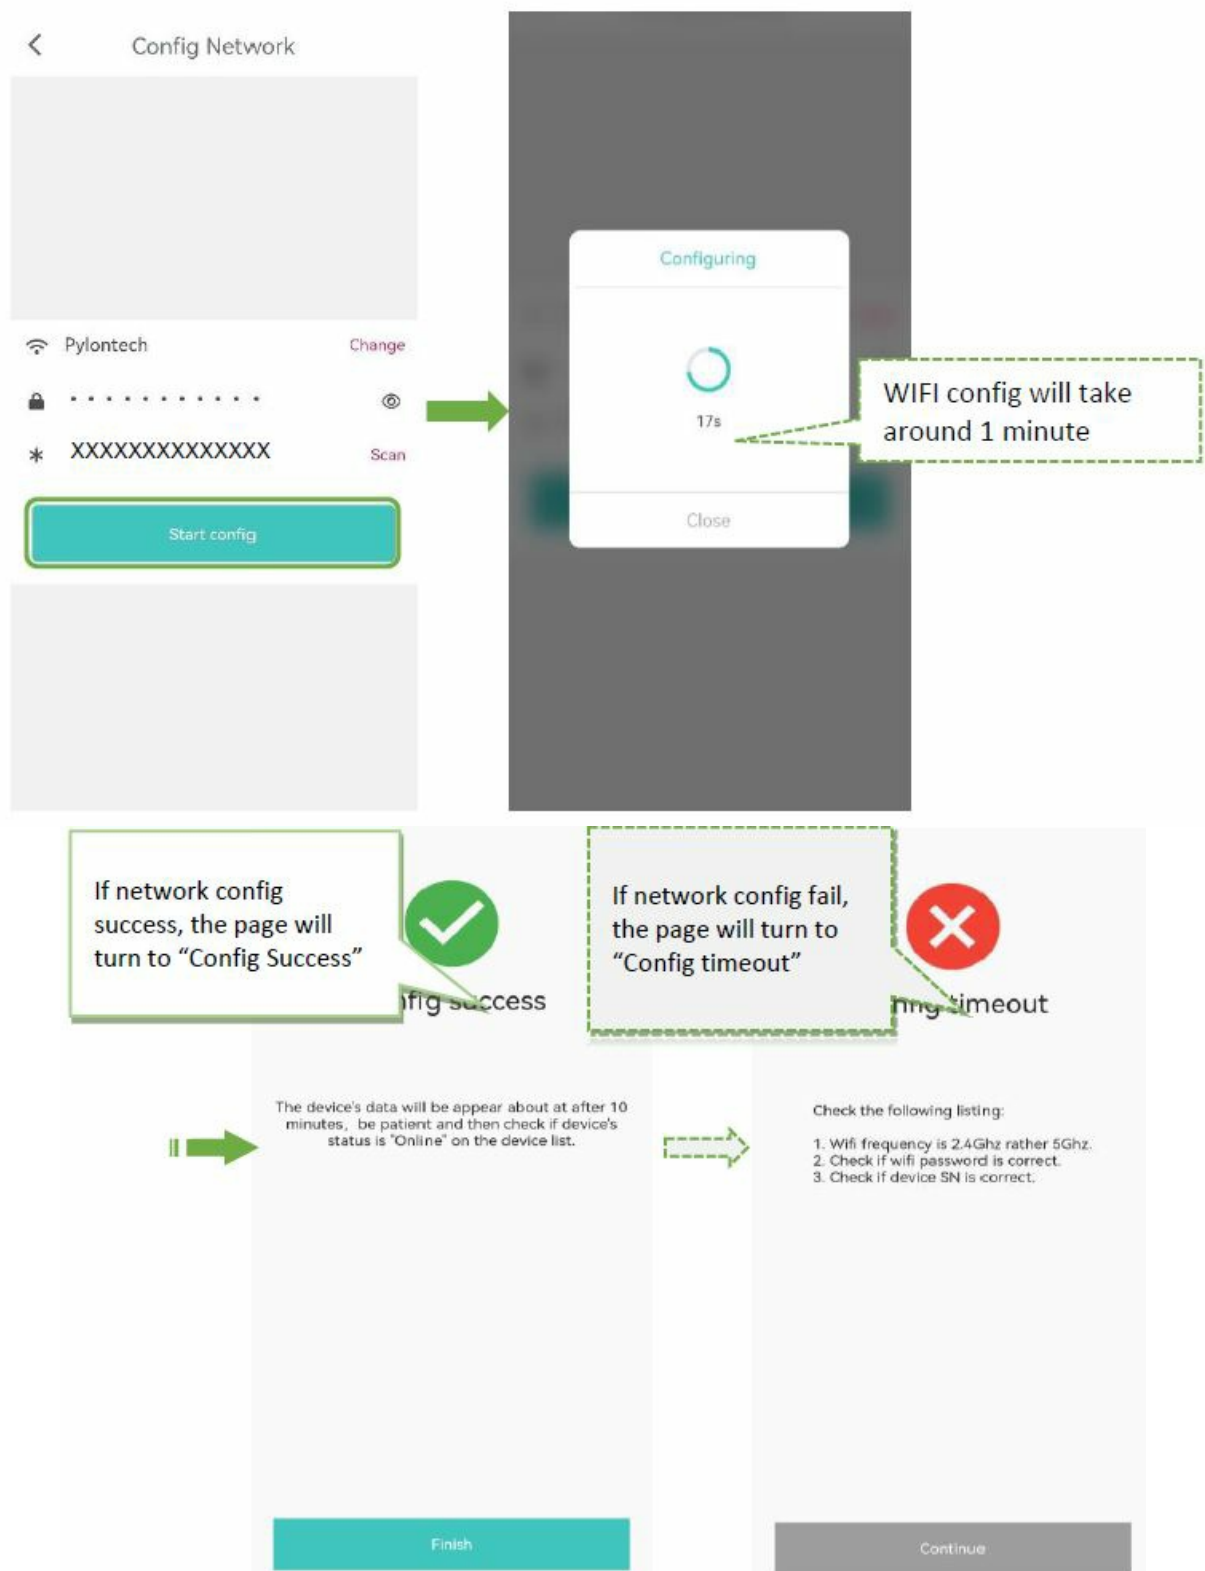 Config Network
Pylontech
Change
XXXXXXXXXXXXXX
Scan
Start config
Configuring
17s
Close
WIFI config will take
around 1 minute
If network config
success, the page will
turn to “Config Success”
success
The device's data will be appear about at after 10
minutes, be patient and then check if device's
status is "Online" on the device list.
Finish
If network config fail,
the page will turn to
“Config timeout”
timeout
Check the following listing:
1. Wifi frequency is 2.4Ghz rather 5Ghz.
2. Check if wifi password is correct.
3. Check if device SN is correct.
Continue